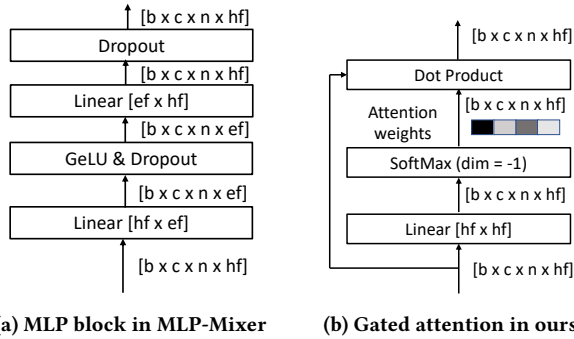 [b x c x n x hf]
Dropout
[b x c x n x hf]
Linear [ef x hf]
[b x c x n x ef]
GeLU & Dropout
[b x c x n x ef]
Linear [hf x ef]
[b x c x n x hf]
(a) MLP block in MLP-Mixer
[b x c x n x hf]
Dot Product
Attention
weights
[b x c x n x hf]
SoftMax (dim = -1)
[b x c x n x hf]
Linear [hf x hf]
[b x c x n x hf]
(b) Gated attention in ours